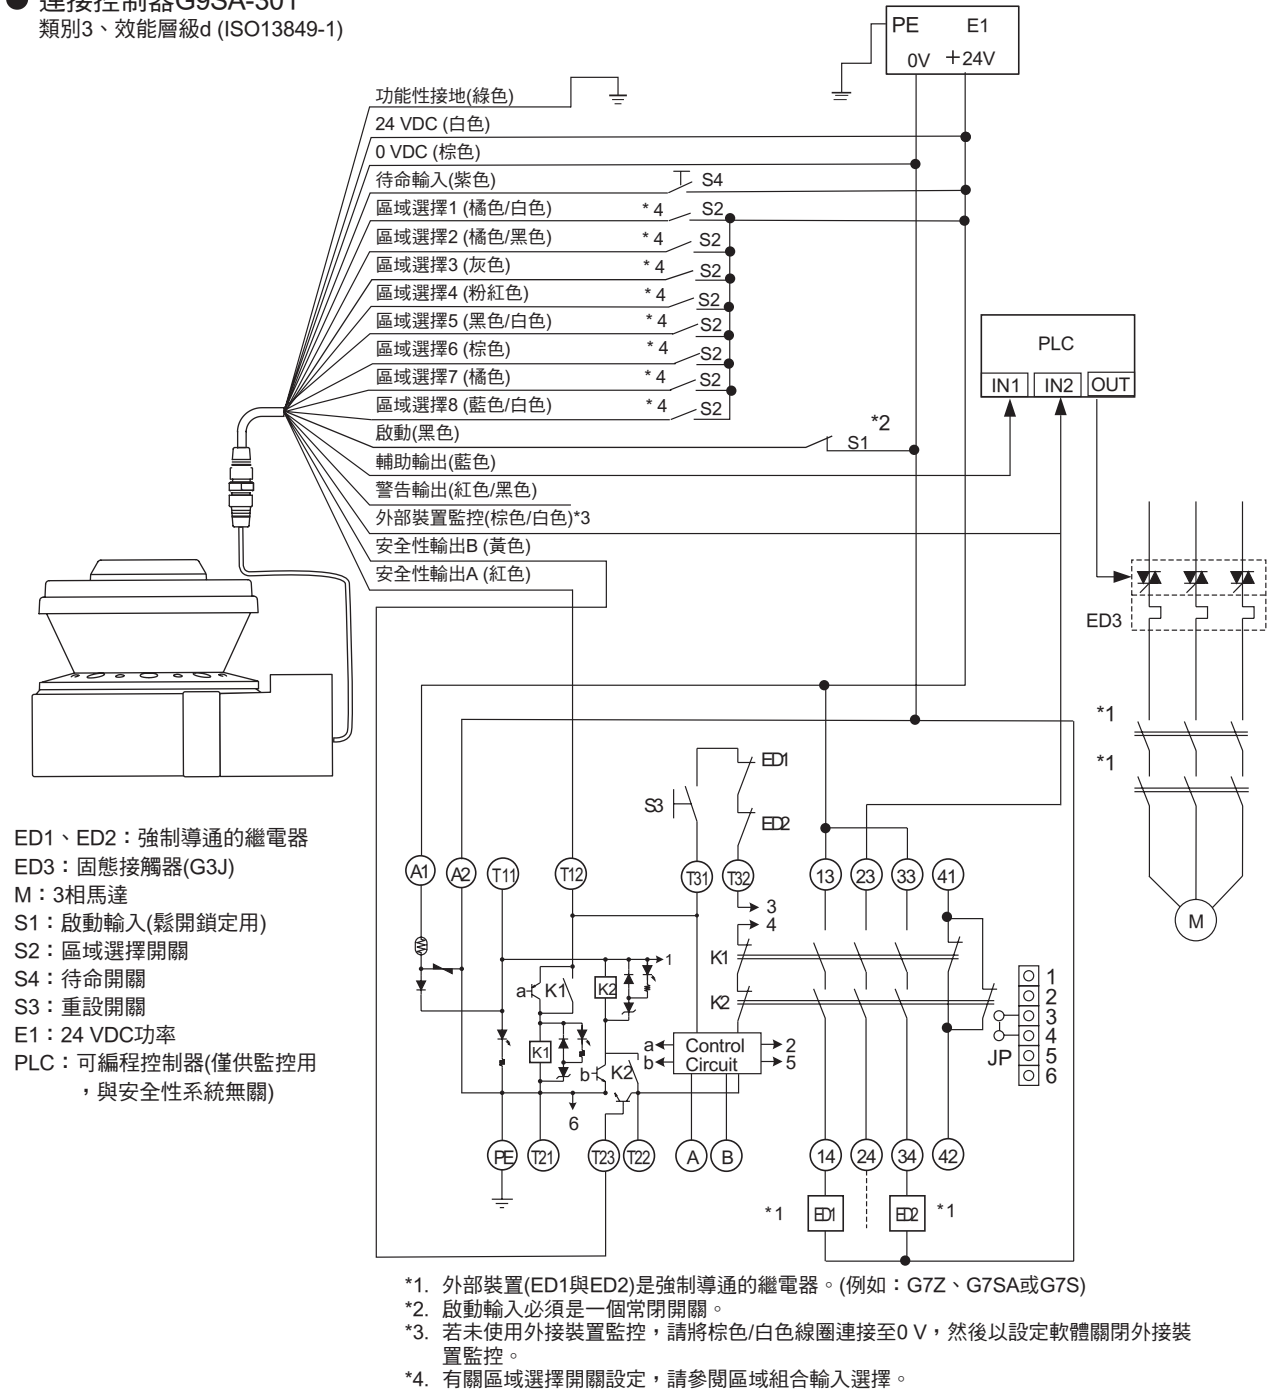 ● 連接控制器G9SA-301
類別3、效能層級d (ISO13849-1)
PE E1
0V +24V
功能性接地(綠色)
24 VDC (白色)
0 VDC (棕色)
待命輸入(紫色) S4
區域選擇1 (橘色/白色) * 4 S2
區域選擇2 (橘色/黑色) * 4 S2
區域選擇3 (灰色) * 4 S2
區域選擇4 (粉紅色) * 4 S2
區域選擇5 (黑色/白色) * 4 S2
區域選擇6 (棕色) * 4 S2
區域選擇7 (橘色) * 4 S2
區域選擇8 (藍色/白色) * 4 S2
啟動(黑色) S1 *2
輔助輸出(藍色)
警告輸出(紅色/黑色)
外部裝置監控(棕色/白色)*3
安全性輸出B (黃色)
安全性輸出A (紅色)
PLC
IN1 IN2 OUT
ED3
*1
*1
M
ED1、ED2：強制導通的繼電器
ED3：固態接觸器(G3J)
M：3相馬達
S1：啟動輸入(鬆開鎖定用)
S2：區域選擇開關
S4：待命開關
S3：重設開關
E1：24 VDC功率
PLC：可編程控制器(僅供監控用
，與安全性系統無關)
ED1
S3
ED2
A1 A2 T11 T12 T31 T32 13 23 33 41
3
4
1
K1
a K1 K2
K2
K1
b K2
a Control 2
b Circuit 5
6
JP
1
2
3
4
5
6
PE T21 T23 T22 A B 14 24 34 42
*1 ED1 ED2 *1
*1. 外部裝置(ED1與ED2)是強制導通的繼電器。(例如：G7Z、G7SA或G7S)
*2. 啟動輸入必須是一個常閉開關。
*3. 若未使用外接裝置監控，請將棕色/白色線圈連接至0 V，然後以設定軟體關閉外接裝
置監控。
*4. 有關區域選擇開關設定，請參閱區域組合輸入選擇。